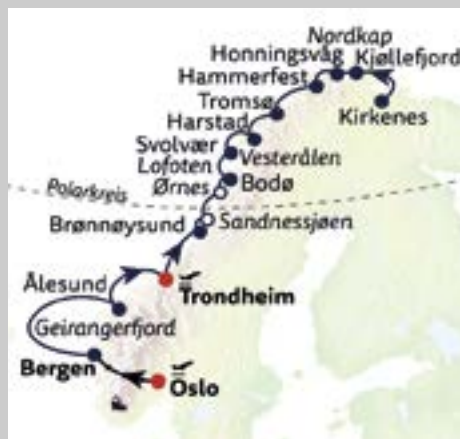 Nordkap
Honningsvåg
Kjøllefjord
Hammerfest
Tromsø
Kirkenes
Harstad
Svolvær
Vesterålen
Lofoten
Ørnes
Bodø
Polarkreis
Sandnessjøen
Brønnøysund
Ålesund
Trondheim
Geirangerfjord
Bergen
Oslo